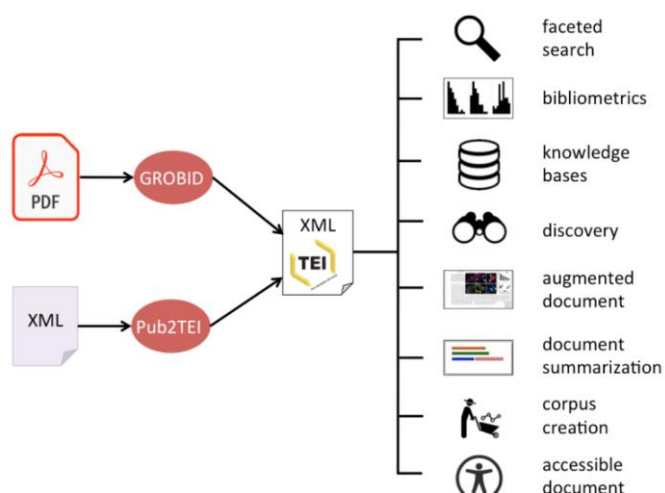 PDF
GROBID
XML
Pub2TEI
XML
TEI
faceted
search
bibliometrics
knowledge
bases
discovery
augmented
document
document
summarization
corpus
creation
accessible
document